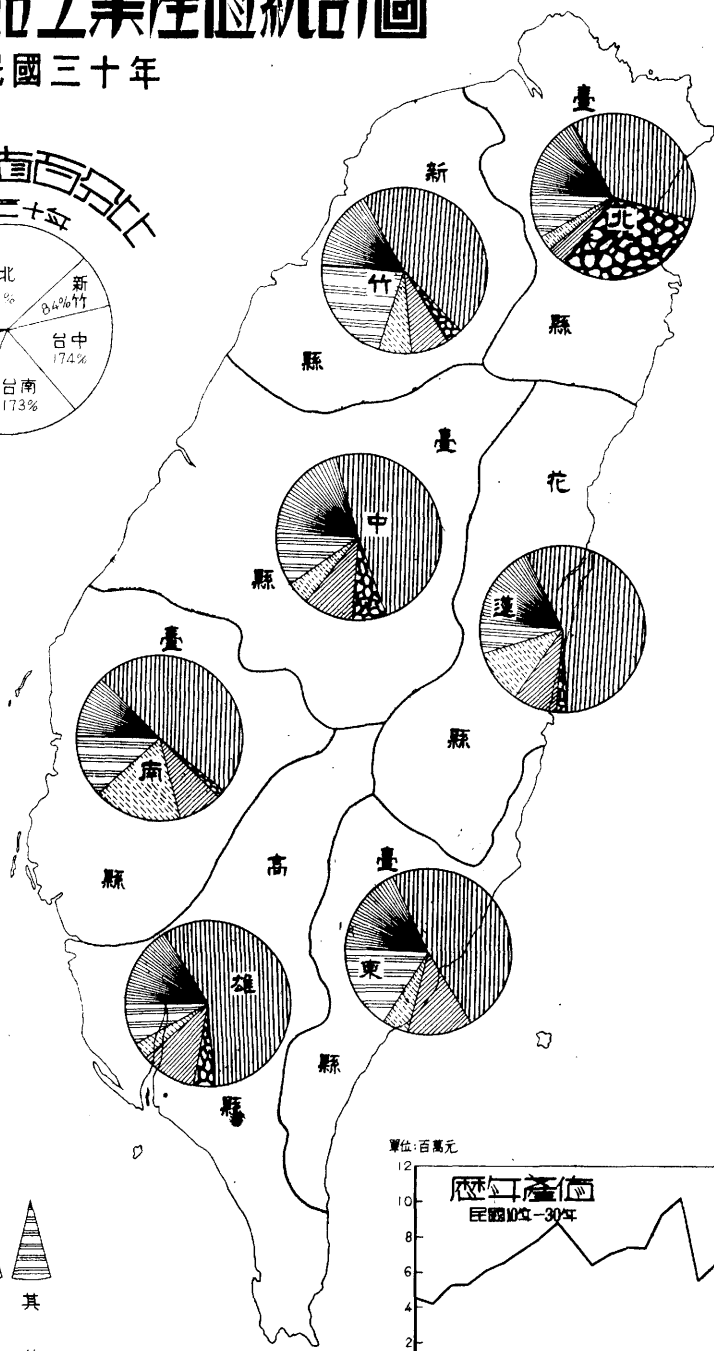 工業產值統計圖
民國三十年
值百分比
三十年
北
%
新竹
84%
台中
174%
台南
173%
臺北縣
新竹縣
臺中縣
花蓮縣
臺南縣
高雄縣
臺東縣
其
單位:百萬元
歷年產值
民國10年-30年
12
10
8
6
4
2